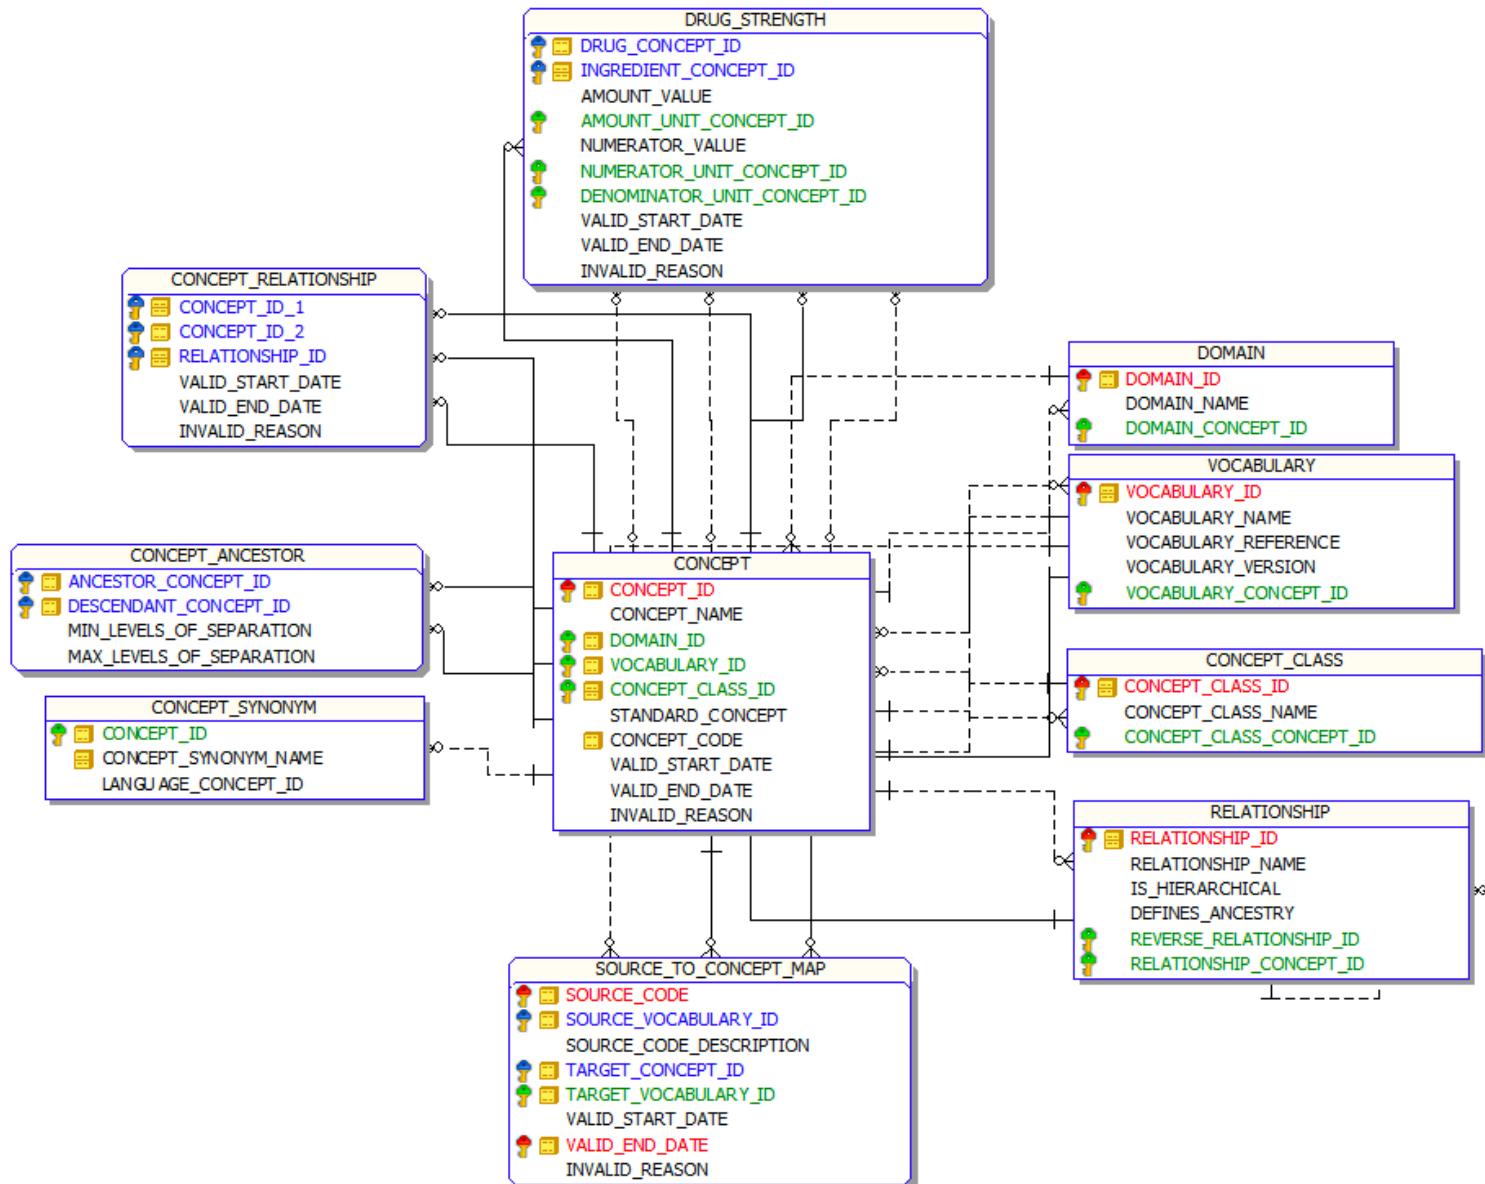 DRUG_STRENGTH
DRUG_CONCEPT_ID
INGREDIENT_CONCEPT_ID
AMOUNT_VALUE
AMOUNT_UNIT_CONCEPT_ID
NUMERATOR_VALUE
NUMERATOR_UNIT_CONCEPT_ID
DENOMINATOR_UNIT_CONCEPT_ID
VALID_START_DATE
VALID_END_DATE
INVALID_REASON
CONCEPT_RELATIONSHIP
CONCEPT_ID_1
CONCEPT_ID_2
RELATIONSHIP_ID
VALID_START_DATE
VALID_END_DATE
INVALID_REASON
DOMAIN
DOMAIN_ID
DOMAIN_NAME
DOMAIN_CONCEPT_ID
VOCABULARY
VOCABULARY_ID
VOCABULARY_NAME
VOCABULARY_REFERENCE
VOCABULARY_VERSION
VOCABULARY_CONCEPT_ID
CONCEPT_ANCESTOR
ANCESTOR_CONCEPT_ID
DESCENDANT_CONCEPT_ID
MIN_LEVELS_OF_SEPARATION
MAX_LEVELS_OF_SEPARATION
CONCEPT
CONCEPT_ID
CONCEPT_NAME
DOMAIN_ID
VOCABULARY_ID
CONCEPT_CLASS_ID
STANDARD_CONCEPT
CONCEPT_CODE
VALID_START_DATE
VALID_END_DATE
INVALID_REASON
CONCEPT_CLASS
CONCEPT_CLASS_ID
CONCEPT_CLASS_NAME
CONCEPT_CLASS_CONCEPT_ID
CONCEPT_SYNONYM
CONCEPT_ID
CONCEPT_SYNONYM_NAME
LANGUAGE_CONCEPT_ID
RELATIONSHIP
RELATIONSHIP_ID
RELATIONSHIP_NAME
IS_HIERARCHICAL
DEFINES_ANCESTRY
REVERSE_RELATIONSHIP_ID
RELATIONSHIP_CONCEPT_ID
SOURCE_TO_CONCEPT_MAP
SOURCE_CODE
SOURCE_VOCABULARY_ID
SOURCE_CODE_DESCRIPTION
TARGET_CONCEPT_ID
TARGET_VOCABULARY_ID
VALID_START_DATE
VALID_END_DATE
INVALID_REASON